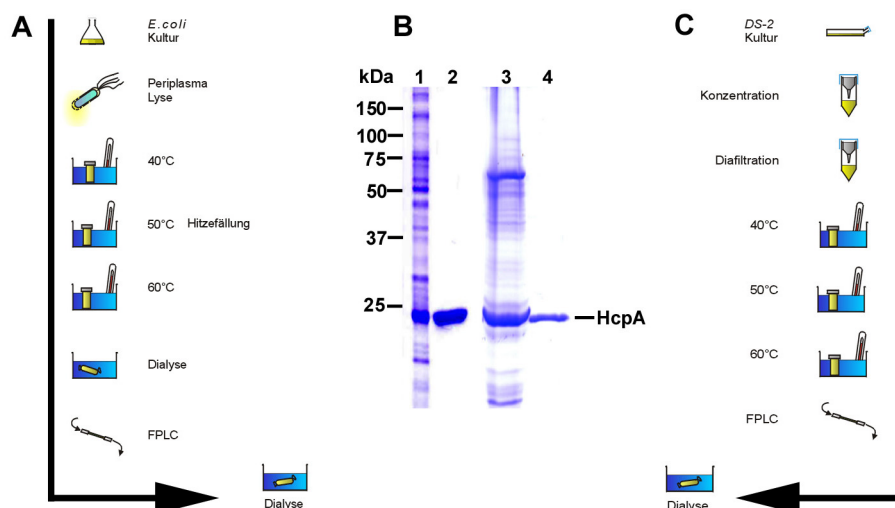 A
E.coli
Kultur
Periplasma
Lyse
40°C
50°C Hitzefällung
60°C
Dialyse
FPLC
Dialyse
B
kDa 1 2 3 4
150
100
75
50
37
25
HcpA
C
DS-2
Kultur
Konzentration
Diafiltration
40°C
50°C
60°C
FPLC
Dialyse